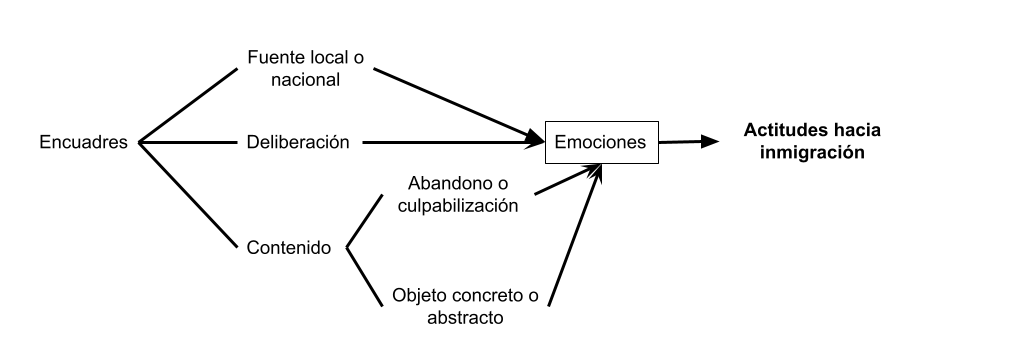 Fuente local o
nacional
Encuadres
Deliberación
Emociones
Actitudes hacia
inmigración
Abandono o
culpabilización
Contenido
Objeto concreto o
abstracto